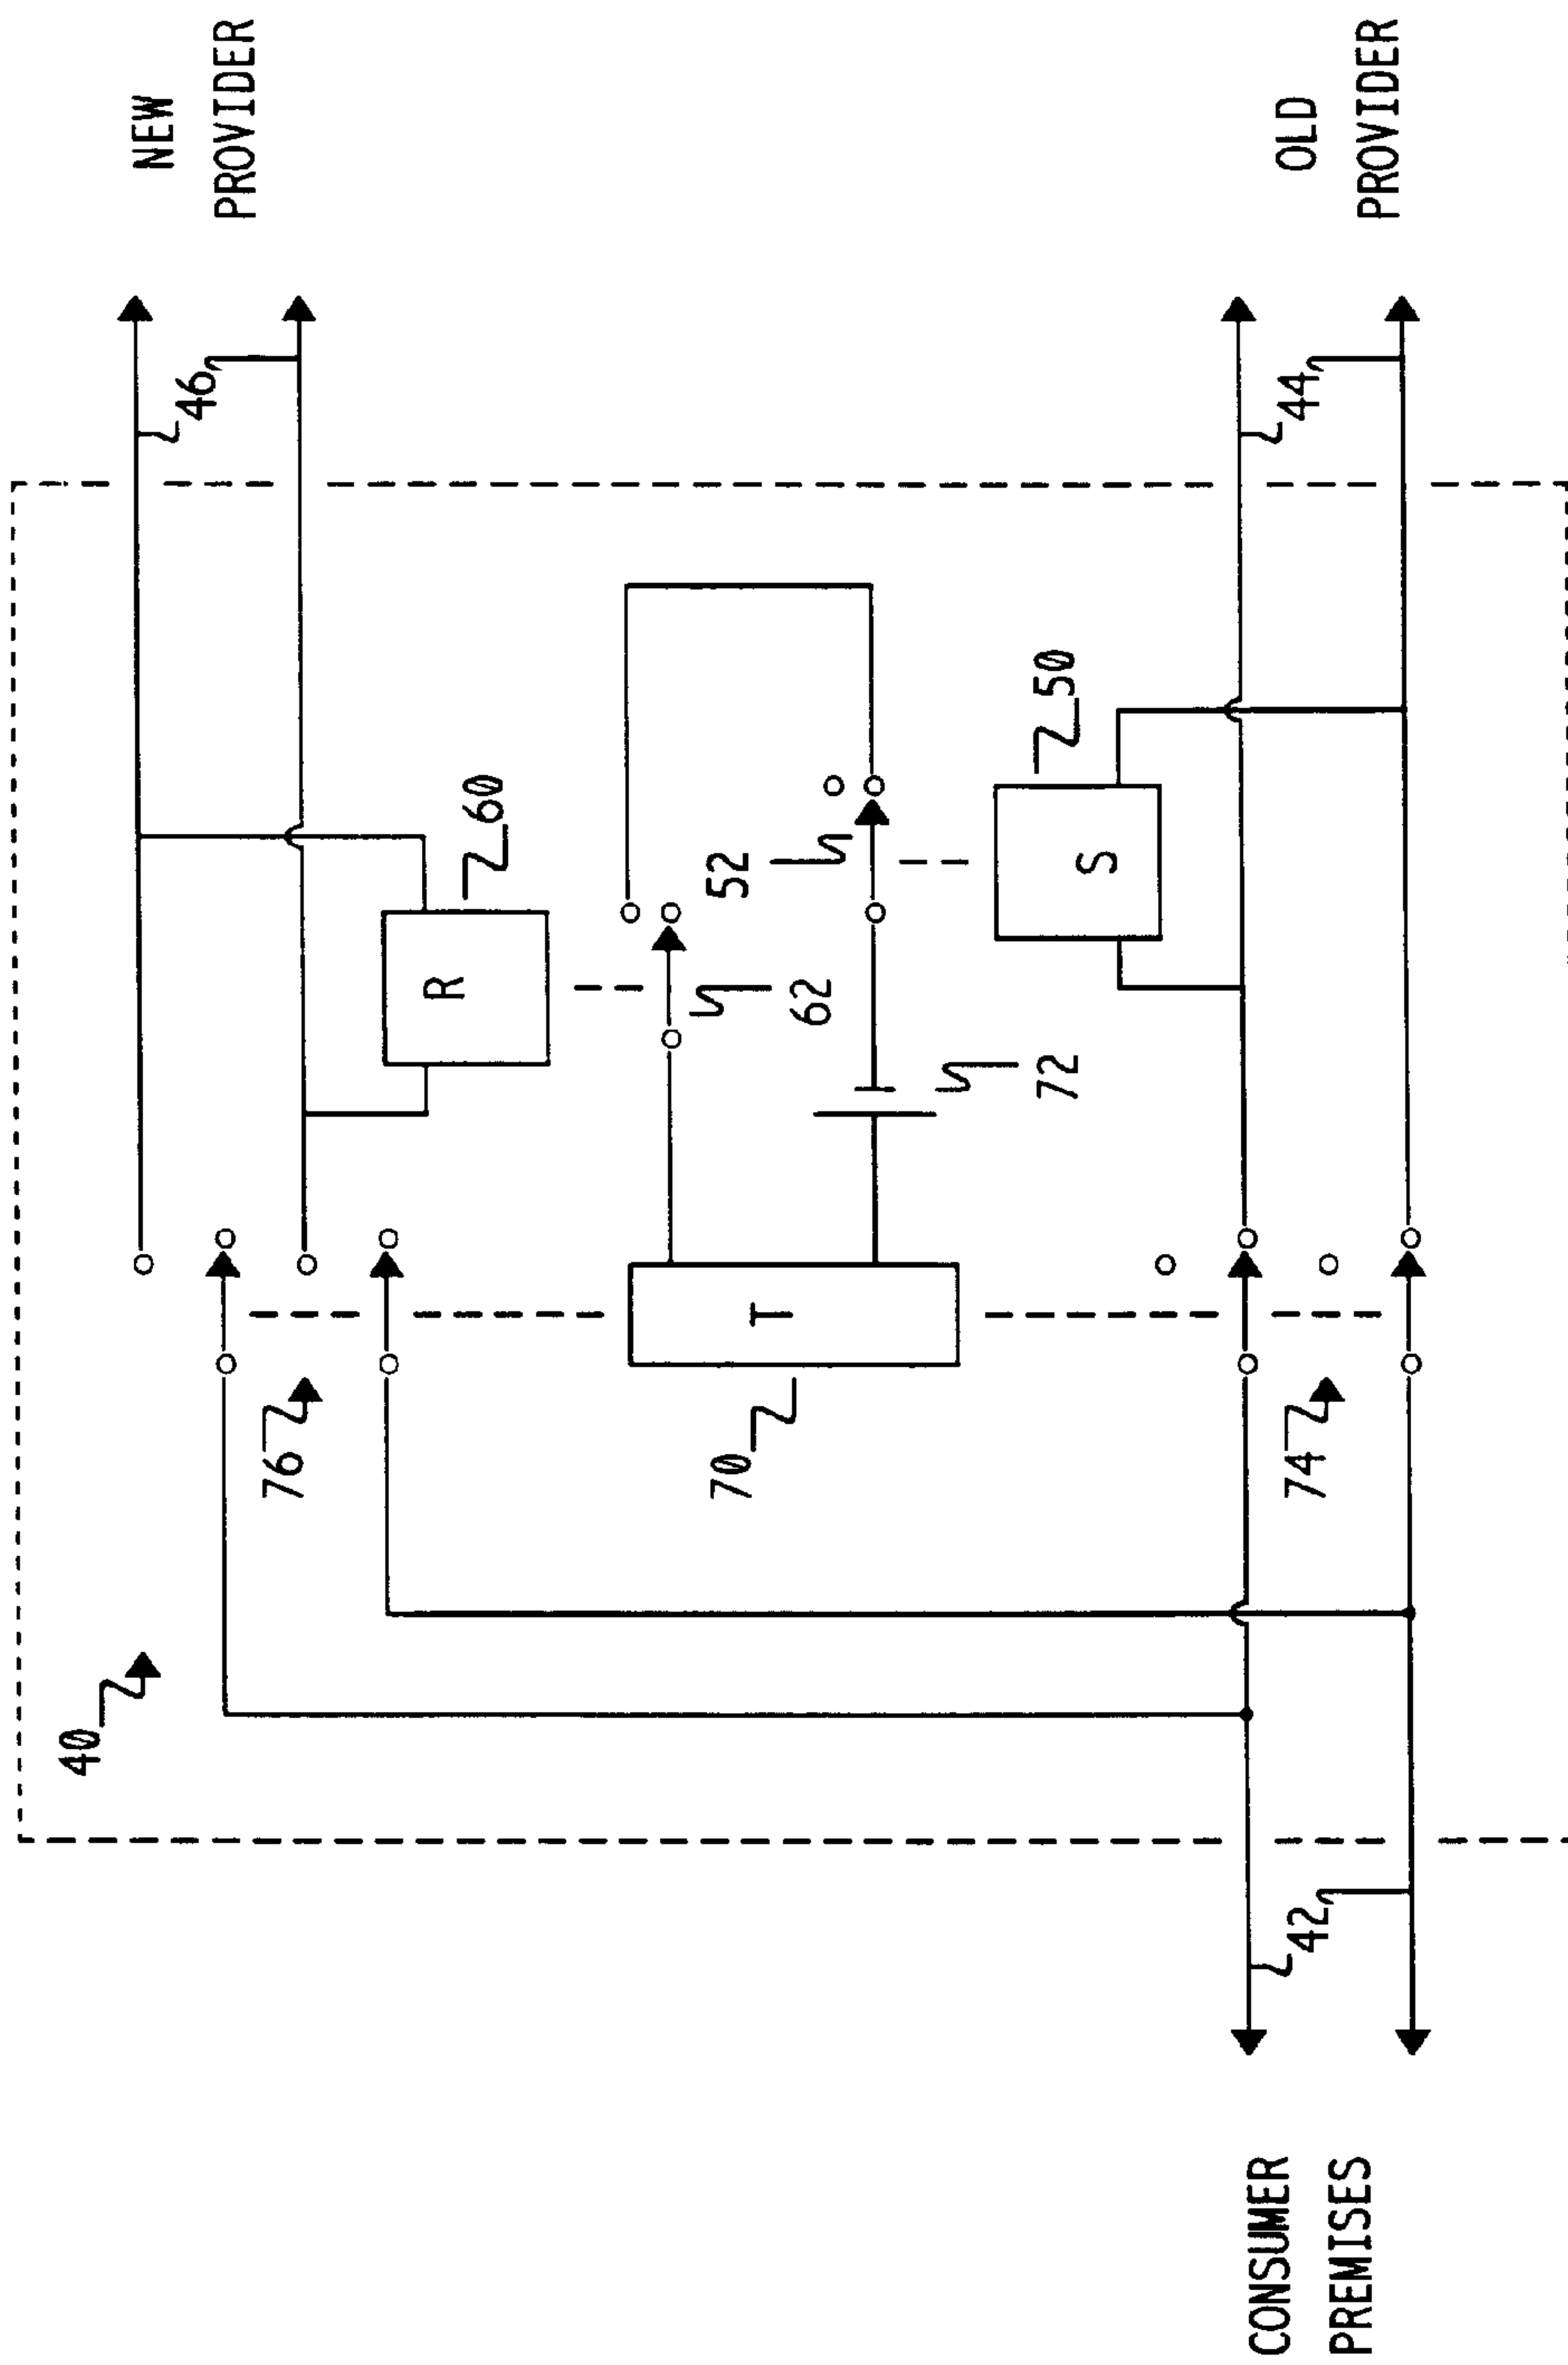 NEW
PROVIDER
46
60
R
76
40
52
62
70
T
72
50
S
74
OLD
PROVIDER
44
42
CONSUMER
PREMISES